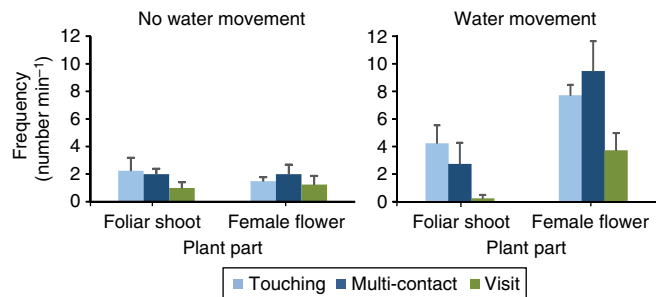 No water movement
Water movement
Frequency
(number min⁻¹)
12
10
8
6
4
2
0
Foliar shoot Female flower
Plant part
12
10
8
6
4
2
0
Foliar shoot Female flower
Plant part
Touching Multi-contact Visit